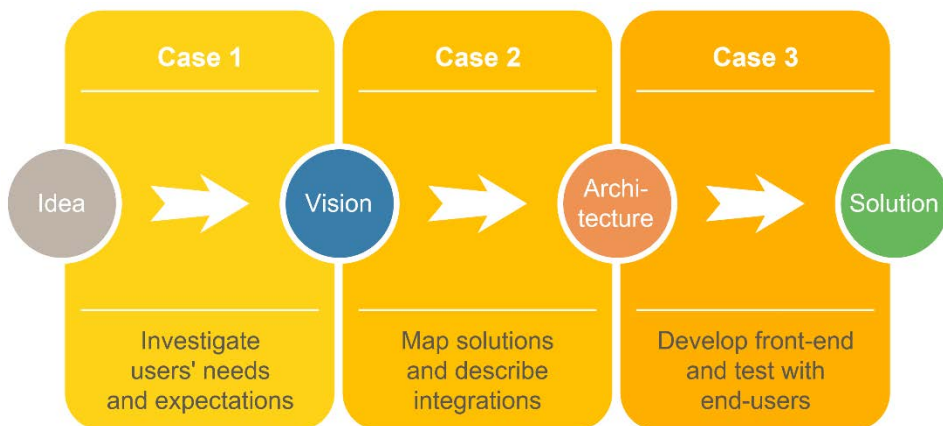 Case 1
Case 2
Case 3
Idea
Vision
Archi-
tecture
Solution
Investigate
users' needs
and expectations
Map solutions
and describe
integrations
Develop front-end
and test with
end-users